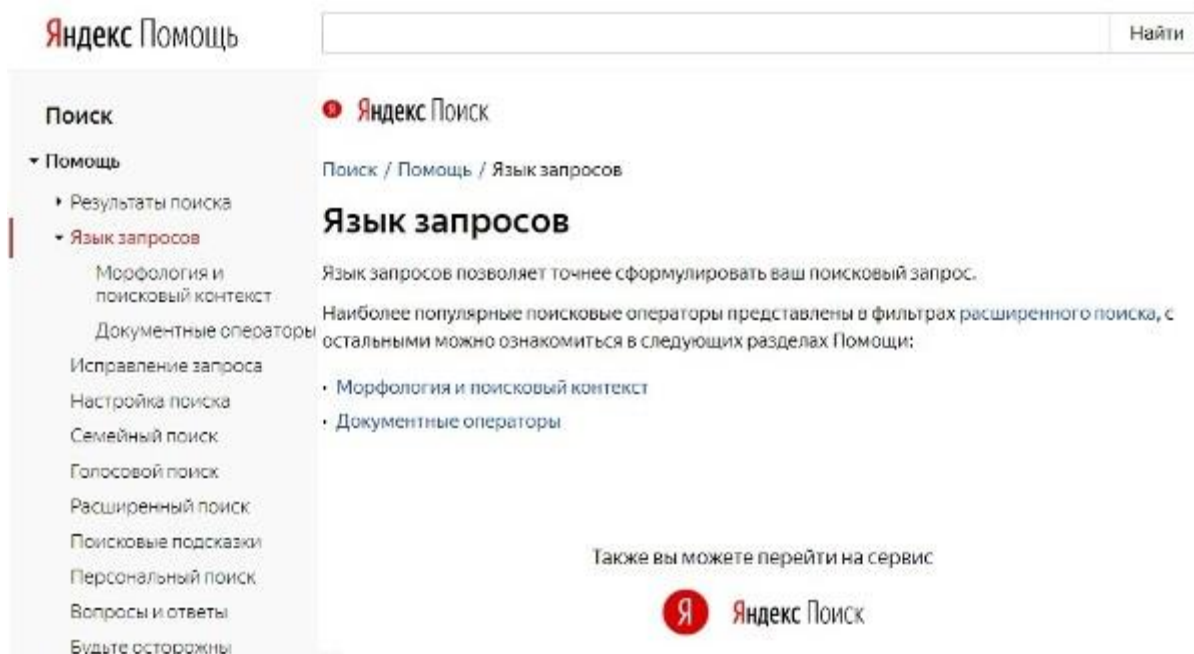 Яндекс Помощь
Найти
Поиск
Помощь
Результаты поиска
Язык запросов
Морфология и
поисковый контекст
Документные операторы
Исправление запроса
Настройка поиска
Семейный поиск
Голосовой поиск
Расширенный поиск
Поисковые подсказки
Персональный поиск
Вопросы и ответы
Будьте осторожны
Я Яндекс Поиск
Поиск / Помощь / Язык запросов
Язык запросов
Язык запросов позволяет точнее сформулировать ваш поисковый запрос.
Наиболее популярные поисковые операторы представлены в фильтрах расширенного поиска, с
остальными можно ознакомиться в следующих разделах Помощи:
• Морфология и поисковый контекст
• Документные операторы
Также вы можете перейти на сервис
Я Яндекс Поиск